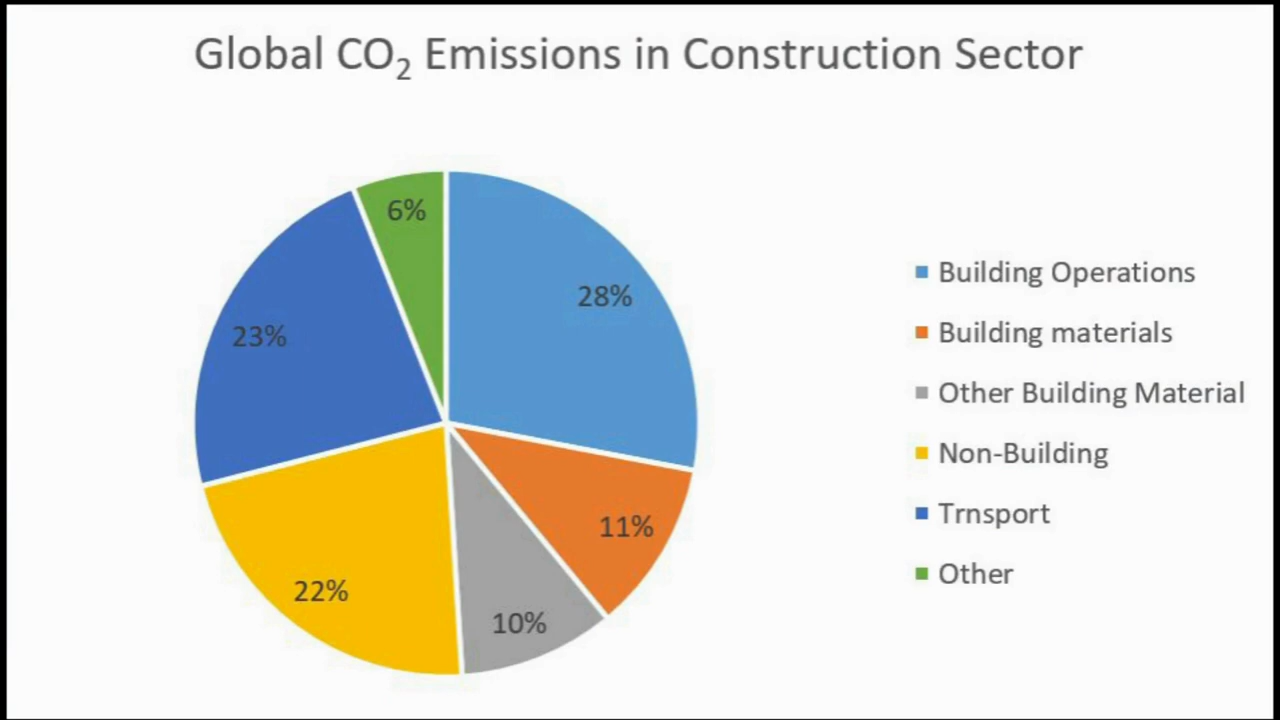 Global CO₂ Emissions in Construction Sector
6%
28%
23%
11%
22%
10%
Building Operations
Building materials
Other Building Material
Non-Building
Trnsport
Other